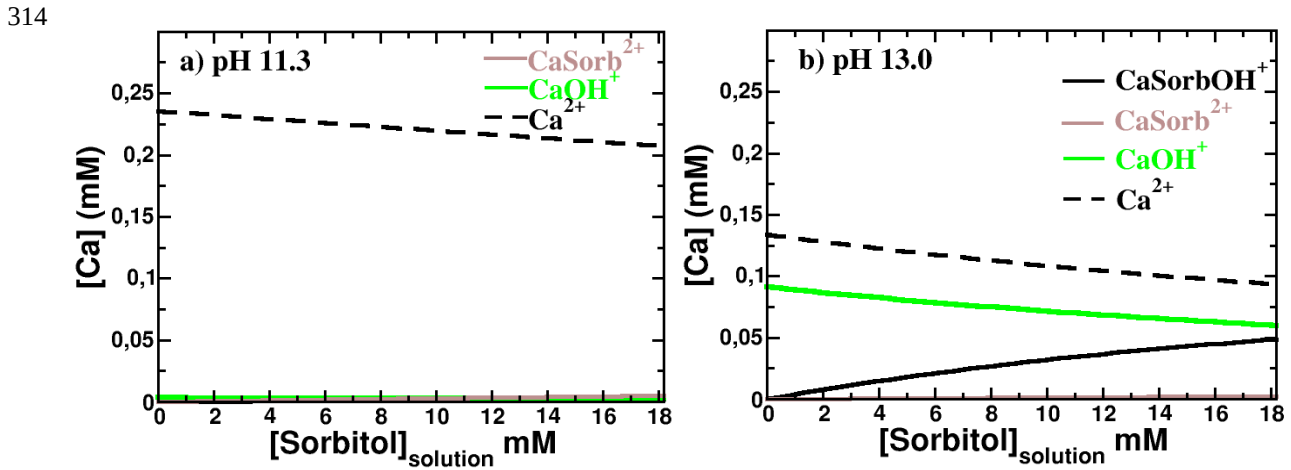 314
a) pH 11.3
CaSorb2+
CaOH+
Ca2+
0,25
0,2
0,15
0,1
0,05
0
[Ca] (mM)
0 2 4 6 8 10 12 14 16 18
[Sorbitol]solution mM
b) pH 13.0
CaSorbOH+
CaSorb2+
CaOH+
Ca2+
0,25
0,2
0,15
0,1
0,05
0
[Ca] (mM)
0 2 4 6 8 10 12 14 16 18
[Sorbitol]solution mM